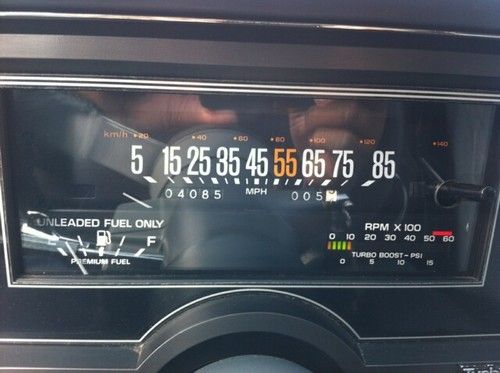 km/h 20 40 60 80 100 120 140
5 15 25 35 45 55 65 75 85
04085 MPH 005
UNLEADED FUEL ONLY
RPM X 100
F
0 10 20 30 40 50 60
PREMIUM FUEL
TURBO BOOST-PSI
0 5 10 15